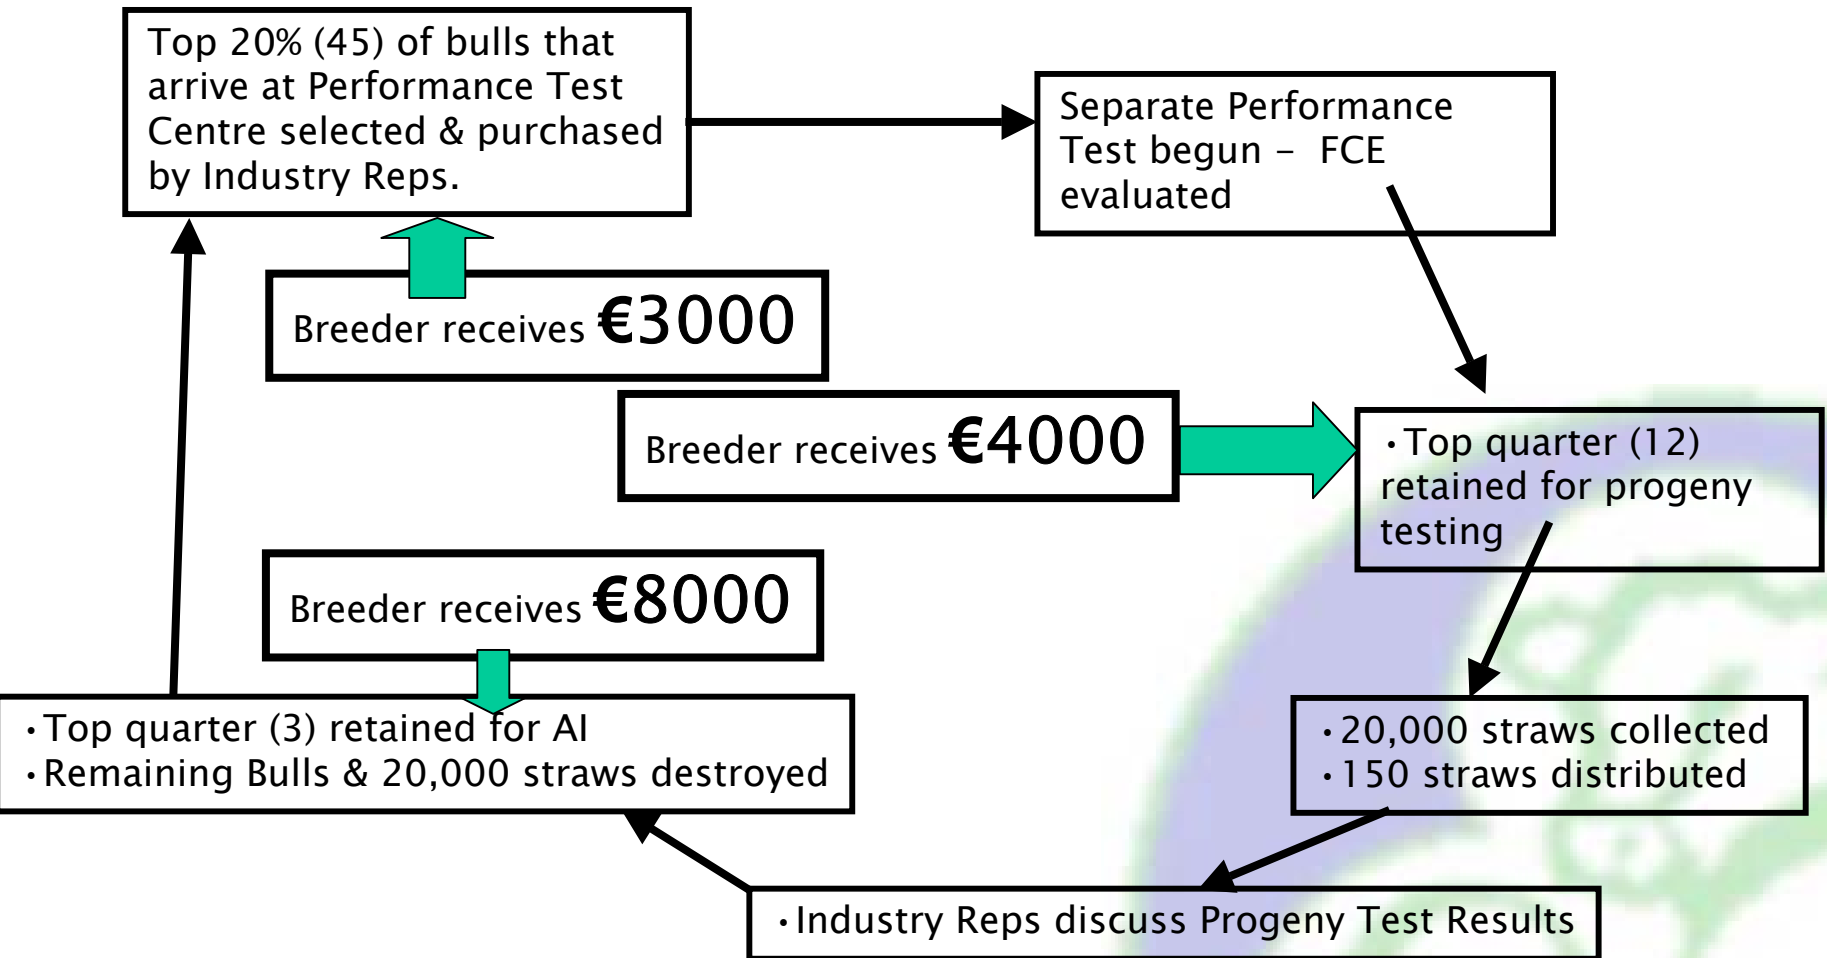 Top 20% (45) of bulls that
arrive at Performance Test
Centre selected & purchased
by Industry Reps.
Separate Performance
Test begun – FCE
evaluated
Breeder receives €3000
Breeder receives €4000
•Top quarter (12)
retained for progeny
testing
Breeder receives €8000
•Top quarter (3) retained for AI
•Remaining Bulls & 20,000 straws destroyed
•20,000 straws collected
•150 straws distributed
•Industry Reps discuss Progeny Test Results